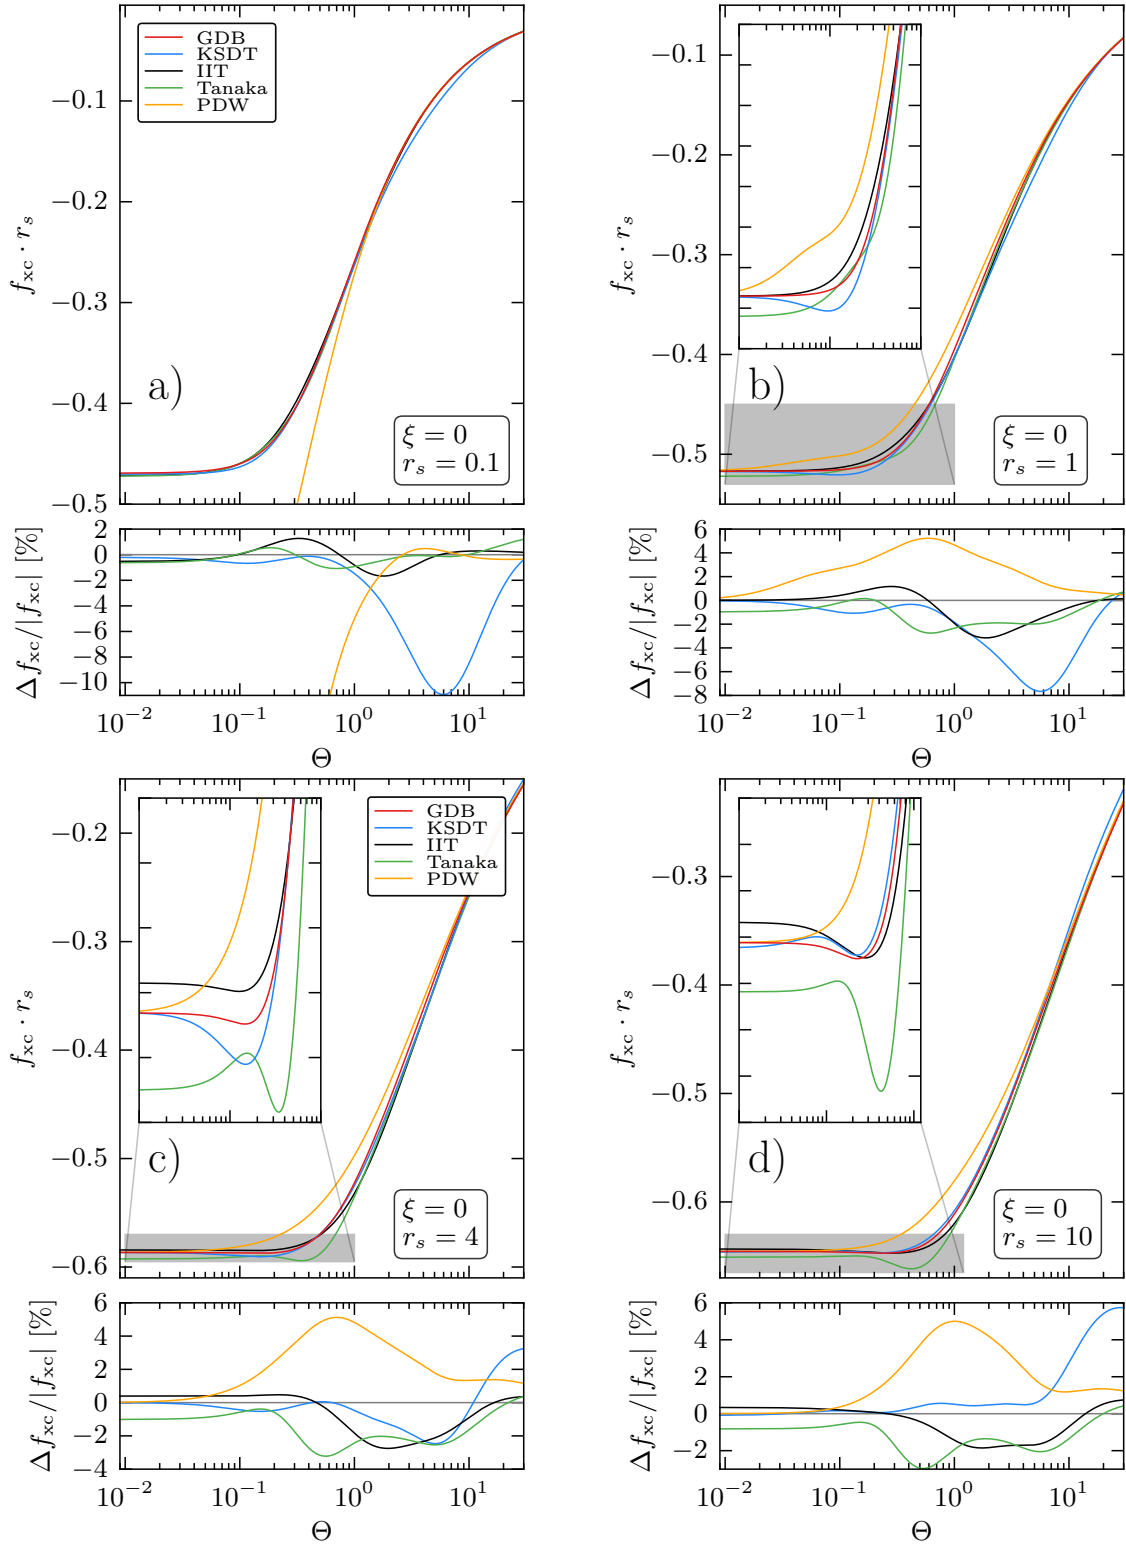 −0.1
−0.2
−0.3
−0.4
−0.5
f_xc · r_s
GDB
KSDT
IIT
Tanaka
PDW
a)
ξ = 0
r_s = 0.1
2
0
−2
−4
−6
−8
−10
Δf_xc/|f_xc| [%]
10^−2
10^−1
10^0
10^1
Θ
−0.1
−0.2
−0.3
−0.4
−0.5
f_xc · r_s
b)
ξ = 0
r_s = 1
6
4
2
0
−2
−4
−6
−8
Δf_xc/|f_xc| [%]
10^−2
10^−1
10^0
10^1
Θ
−0.2
−0.3
−0.4
−0.5
−0.6
f_xc · r_s
GDB
KSDT
IIT
Tanaka
PDW
c)
ξ = 0
r_s = 4
6
4
2
0
−2
−4
Δf_xc/|f_xc| [%]
10^−2
10^−1
10^0
10^1
Θ
−0.3
−0.4
−0.5
−0.6
f_xc · r_s
d)
ξ = 0
r_s = 10
6
4
2
0
−2
Δf_xc/|f_xc| [%]
10^−2
10^−1
10^0
10^1
Θ